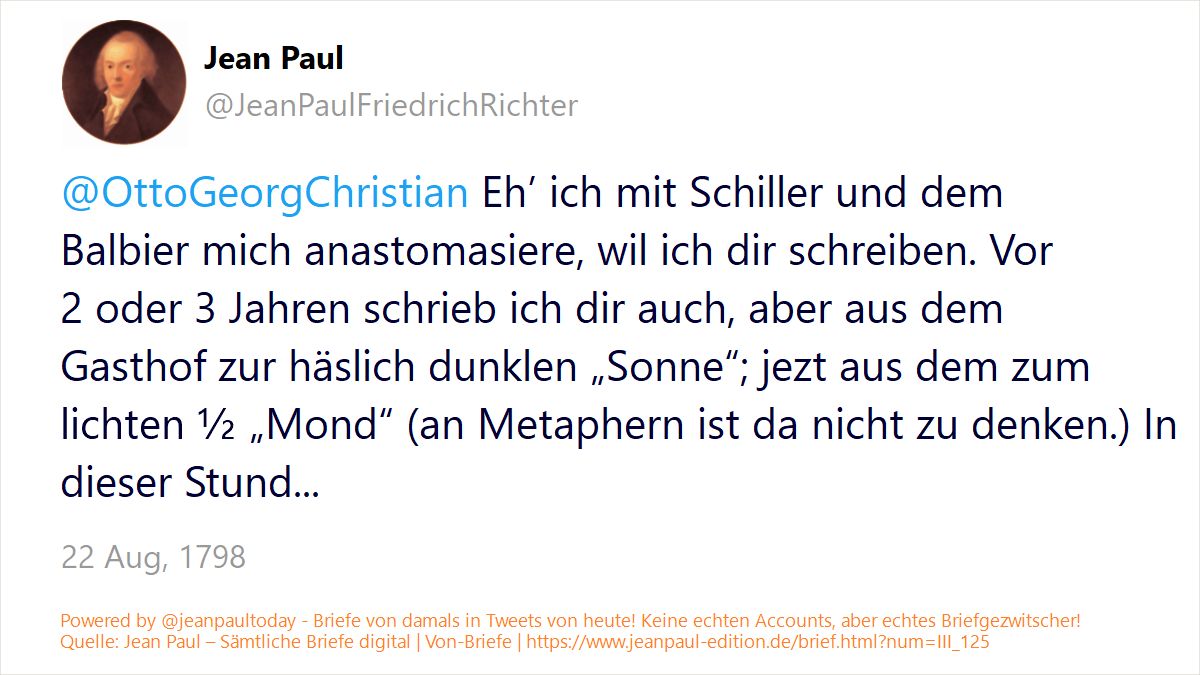 Jean Paul
@JeanPaulFriedrichRichter
@OttoGeorgChristian Eh’ ich mit Schiller und dem
Balbier mich anastomasiere, wil ich dir schreiben. Vor
2 oder 3 Jahren schrieb ich dir auch, aber aus dem
Gasthof zur häslich dunklen „Sonne“; jezt aus dem zum
lichten ½ „Mond“ (an Metaphern ist da nicht zu denken.) In
dieser Stund...
22 Aug, 1798
Powered by @jeanpaultoday - Briefe von damals in Tweets von heute! Keine echten Accounts, aber echtes Briefgezwitscher!
Quelle: Jean Paul – Sämtliche Briefe digital | Von-Briefe | https://www.jeanpaul-edition.de/brief.html?num=III_125